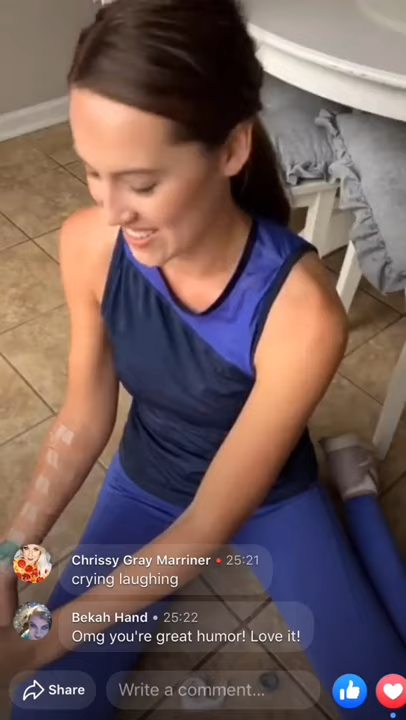 Chrissy Gray Marriner • 25:21
crying laughing
Bekah Hand • 25:22
Omg you're great humor! Love it!
Share
Write a comment...